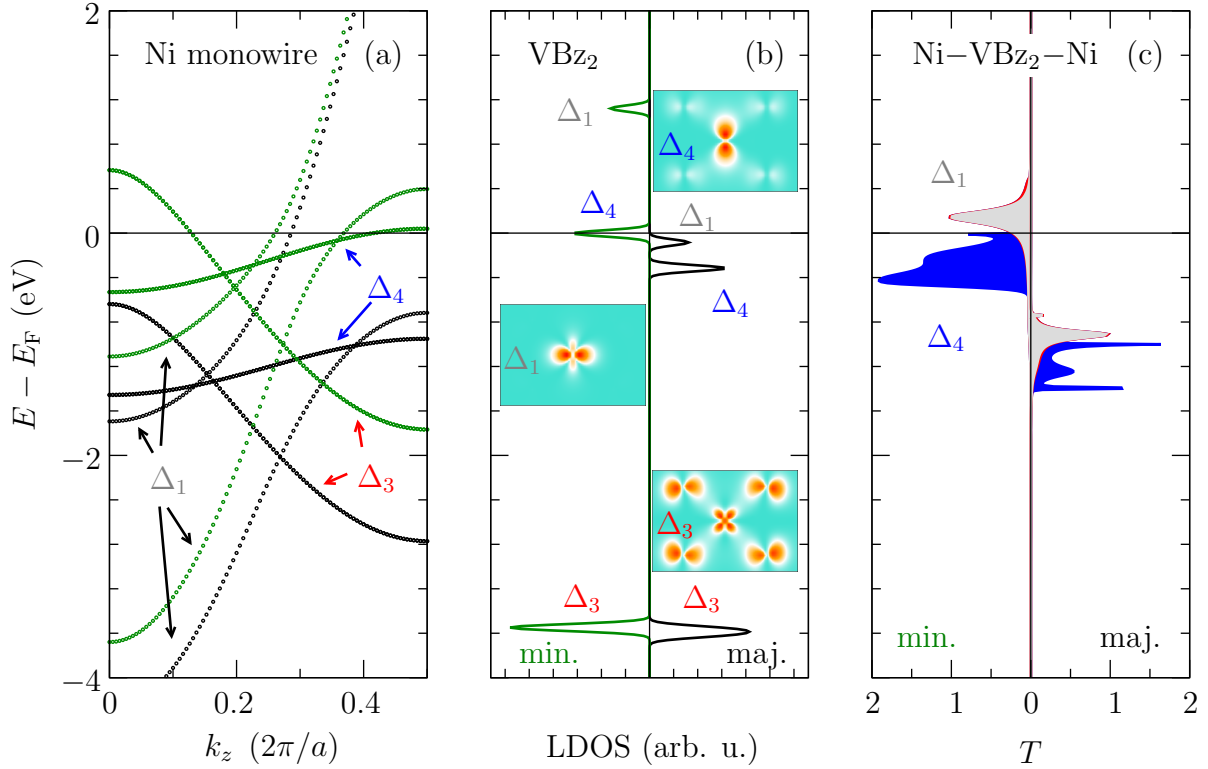 Ni monowire (a)
2
0
−2
−4
E − E_F (eV)
Δ₄
Δ₃
Δ₁
0 0.2 0.4
k_z (2π/a)
VBz₂ (b)
Δ₁
Δ₄
Δ₄
Δ₁
Δ₄
Δ₁
Δ₃
Δ₃
Δ₃
min. maj.
LDOS (arb. u.)
Ni−VBz₂−Ni (c)
Δ₁
Δ₄
min. maj.
2 1 0 1 2
T